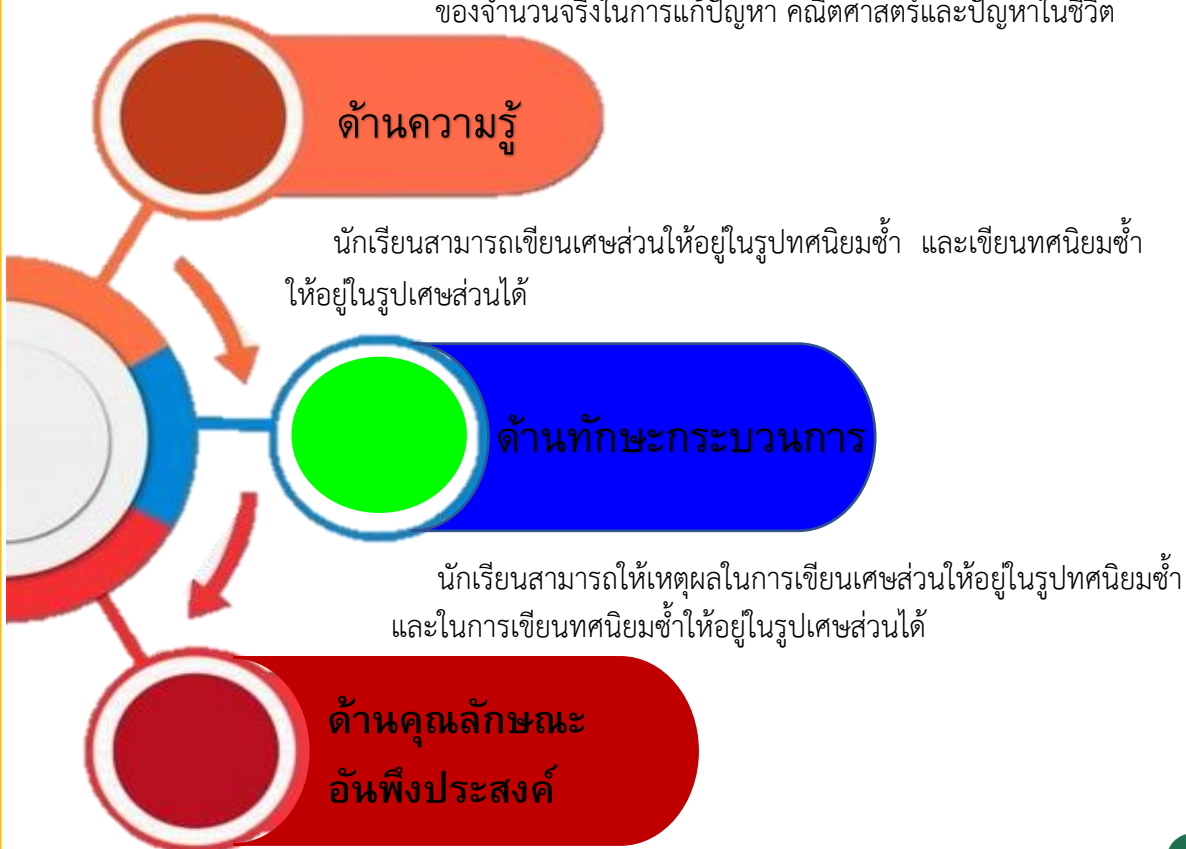 ของจำนวนจริงในการแก้ปัญหา คณิตศาสตร์และปัญหาในชีวิต
ด้านความรู้
นักเรียนสามารถเขียนเศษส่วนให้อยู่ในรูปทศนิยมซ้ำ และเขียนทศนิยมซ้ำ
ให้อยู่ในรูปเศษส่วนได้
ด้านทักษะกระบวนการ
นักเรียนสามารถให้เหตุผลในการเขียนเศษส่วนให้อยู่ในรูปทศนิยมซ้ำ
และในการเขียนทศนิยมซ้ำให้อยู่ในรูปเศษส่วนได้
ด้านคุณลักษณะ
อันพึงประสงค์